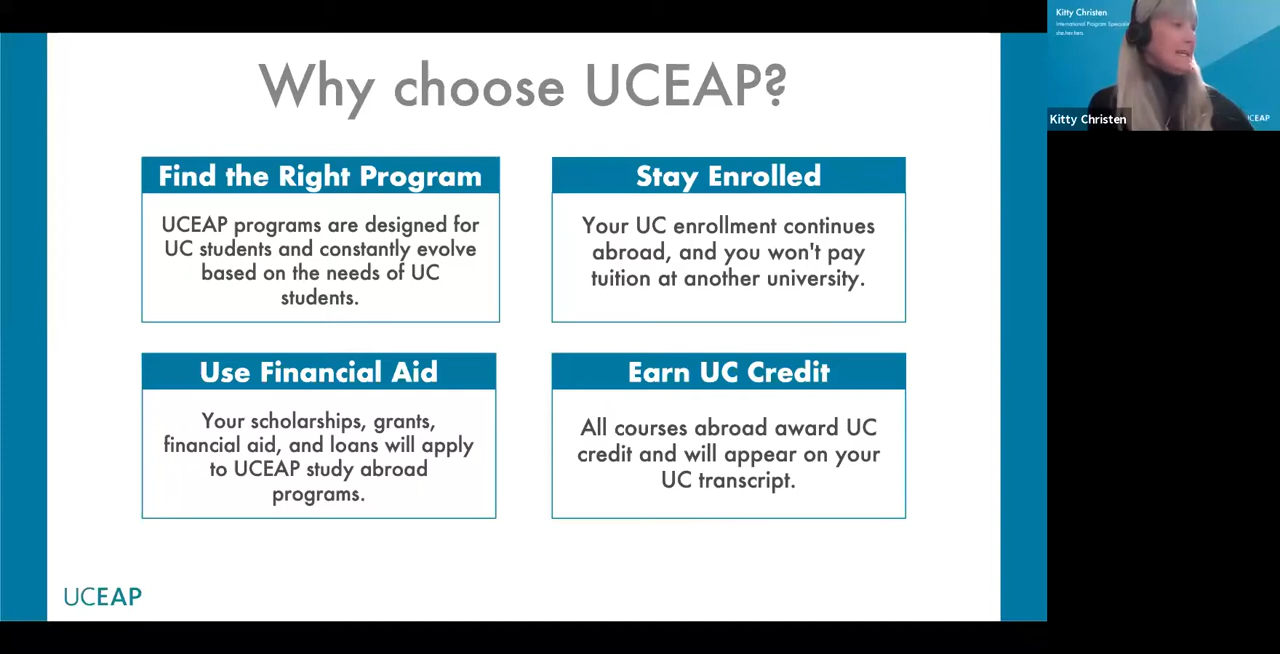 Why choose UCEAP?
Find the Right Program
UCEAP programs are designed for
UC students and constantly evolve
based on the needs of UC
students.
Stay Enrolled
Your UC enrollment continues
abroad, and you won't pay
tuition at another university.
Use Financial Aid
Your scholarships, grants,
financial aid, and loans will apply
to UCEAP study abroad
programs.
Earn UC Credit
All courses abroad award UC
credit and will appear on your
UC transcript.
UCEAP
Kitty Christen
International Program
she/her/hers
Kitty Christen
UCEAP